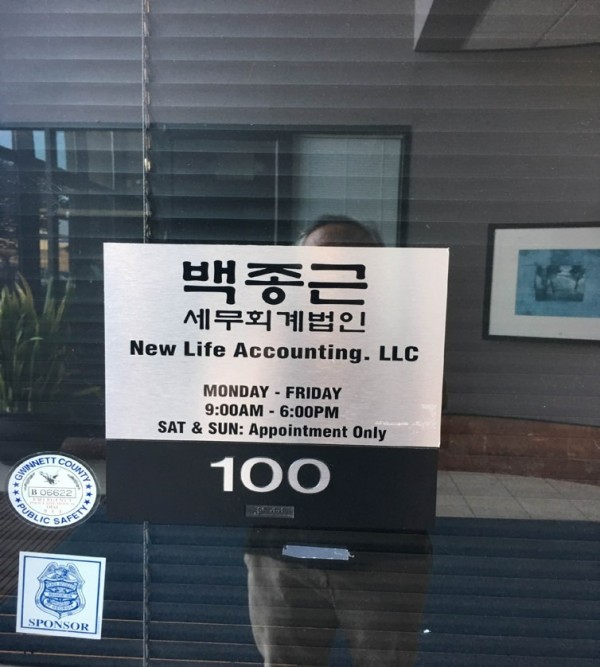 백종근
세무회계법인
New Life Accounting. LLC
MONDAY - FRIDAY
9:00AM - 6:00PM
SAT & SUN: Appointment Only
100
GWINNETT COUNTY
B 06622
PUBLIC SAFETY
SPONSOR